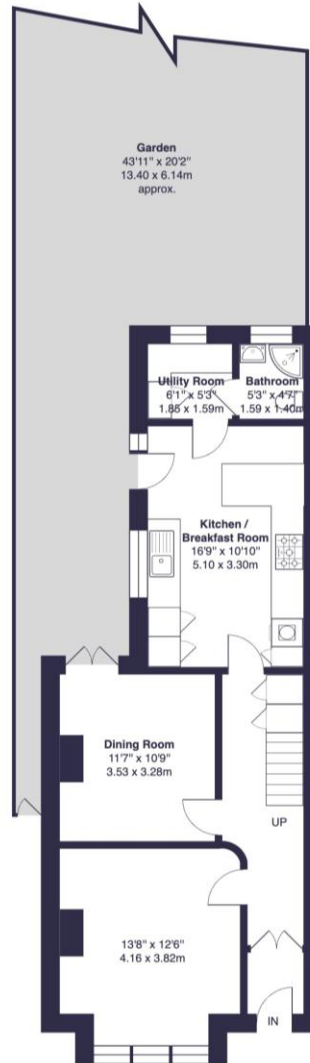 Garden
43'11" x 20'2"
13.40 x 6.14m
approx.
Utility Room
6'1" x 5'3"
1.85 x 1.59m
Bathroom
5'3" x 4'7"
1.59 x 1.40m
Kitchen /
Breakfast Room
16'9" x 10'10"
5.10 x 3.30m
Dining Room
11'7" x 10'9"
3.53 x 3.28m
UP
13'8" x 12'6"
4.16 x 3.82m
IN